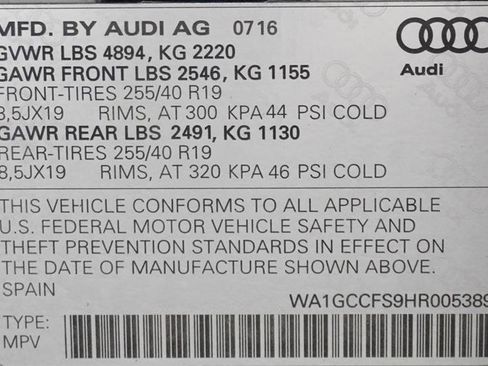 MFD. BY AUDI AG 0716
GVWR LBS 4894, KG 2220
GAWR FRONT LBS 2546, KG 1155
FRONT-TIRES 255/40 R19
8,5JX19 RIMS, AT 300 KPA 44 PSI COLD
GAWR REAR LBS 2491, KG 1130
REAR-TIRES 255/40 R19
8,5JX19 RIMS, AT 320 KPA 46 PSI COLD
Audi
THIS VEHICLE CONFORMS TO ALL APPLICABLE
U.S. FEDERAL MOTOR VEHICLE SAFETY AND
THEFT PREVENTION STANDARDS IN EFFECT ON
THE DATE OF MANUFACTURE SHOWN ABOVE.
SPAIN
WA1GCCFS9HR005389
TYPE:
MPV